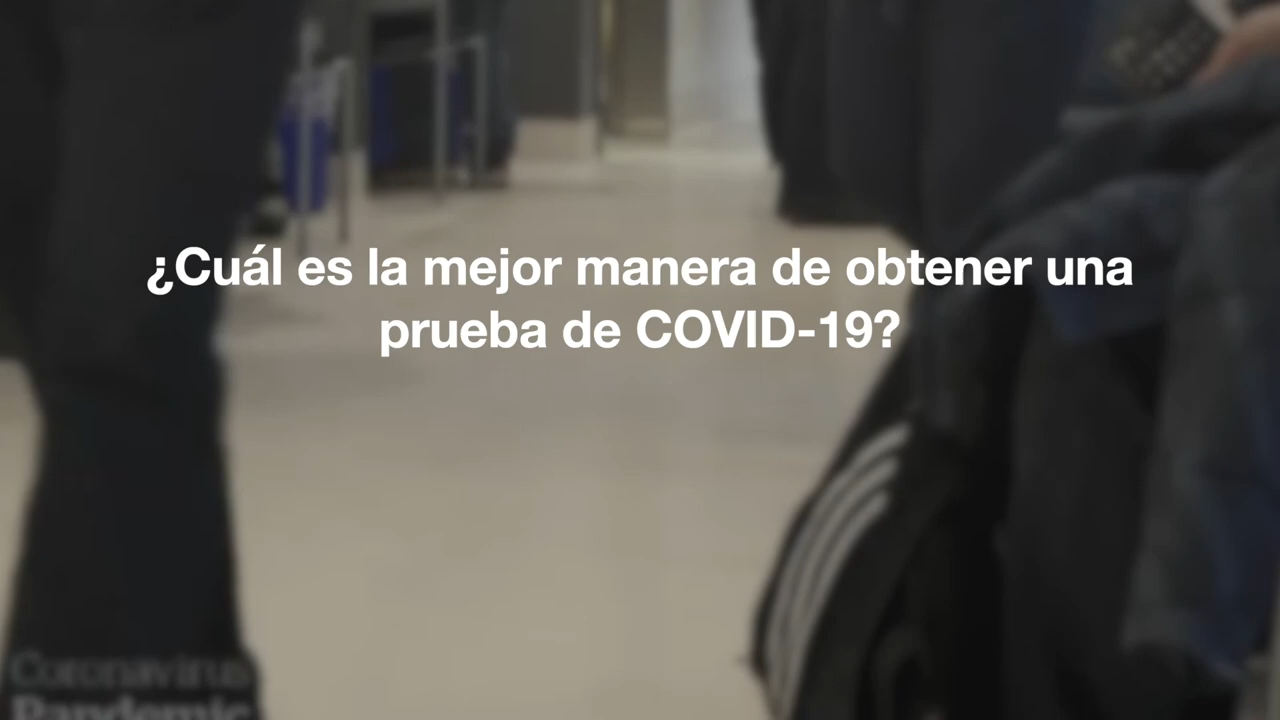 ¿Cuál es la mejor manera de obtener una
prueba de COVID-19?
Coronavirus
Pandemic